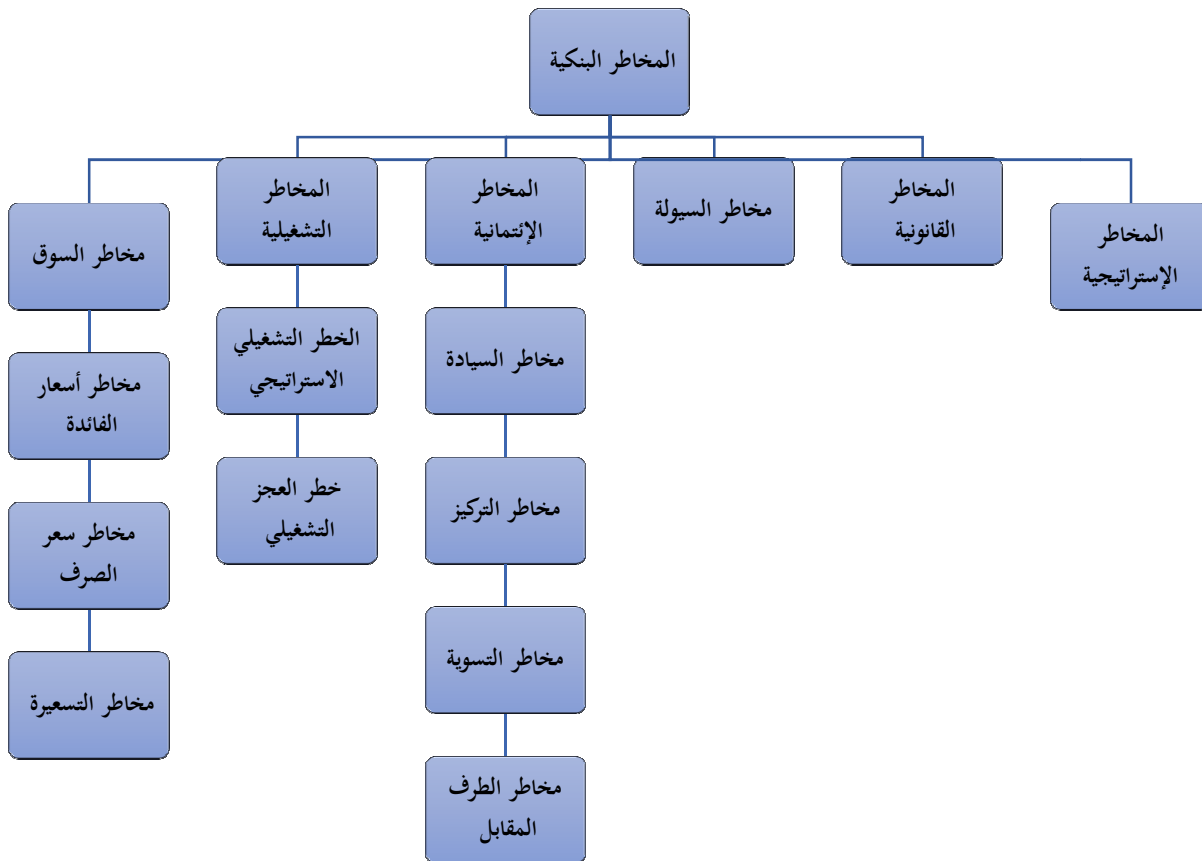 المخاطر البنكية
المخاطر
الإستراتيجية
المخاطر
القانونية
مخاطر السيولة
المخاطر
الإئتمانية
مخاطر السيادة
مخاطر التركيز
مخاطر التسوية
مخاطر الطرف
المقابل
المخاطر
التشغيلية
الخطر التشغيلي
الاستراتيجي
خطر العجز
التشغيلي
مخاطر السوق
مخاطر أسعار
الفائدة
مخاطر سعر
الصرف
مخاطر التسعيرة